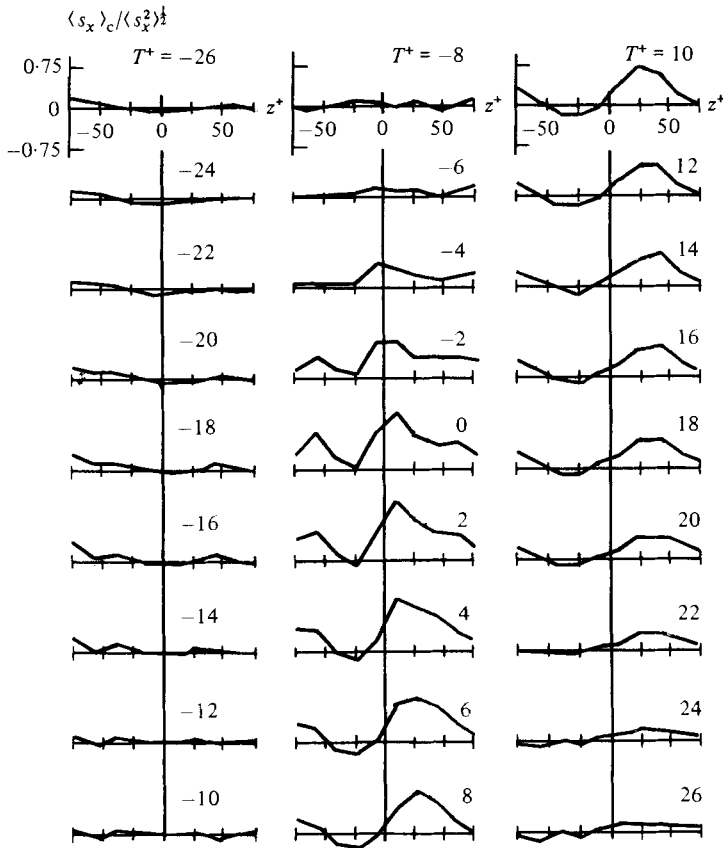 ⟨s_x⟩_c/⟨s_x^2⟩^{1/2}
T^+ = −26 T^+ = −8 T^+ = 10
0·75
0
−0·75
−50 0 50 z^+ −50 0 50 z^+ −50 0 50 z^+
−24 −6 12
−22 −4 14
−20 −2 16
−18 0 18
−16 2 20
−14 4 22
−12 6 24
−10 8 26